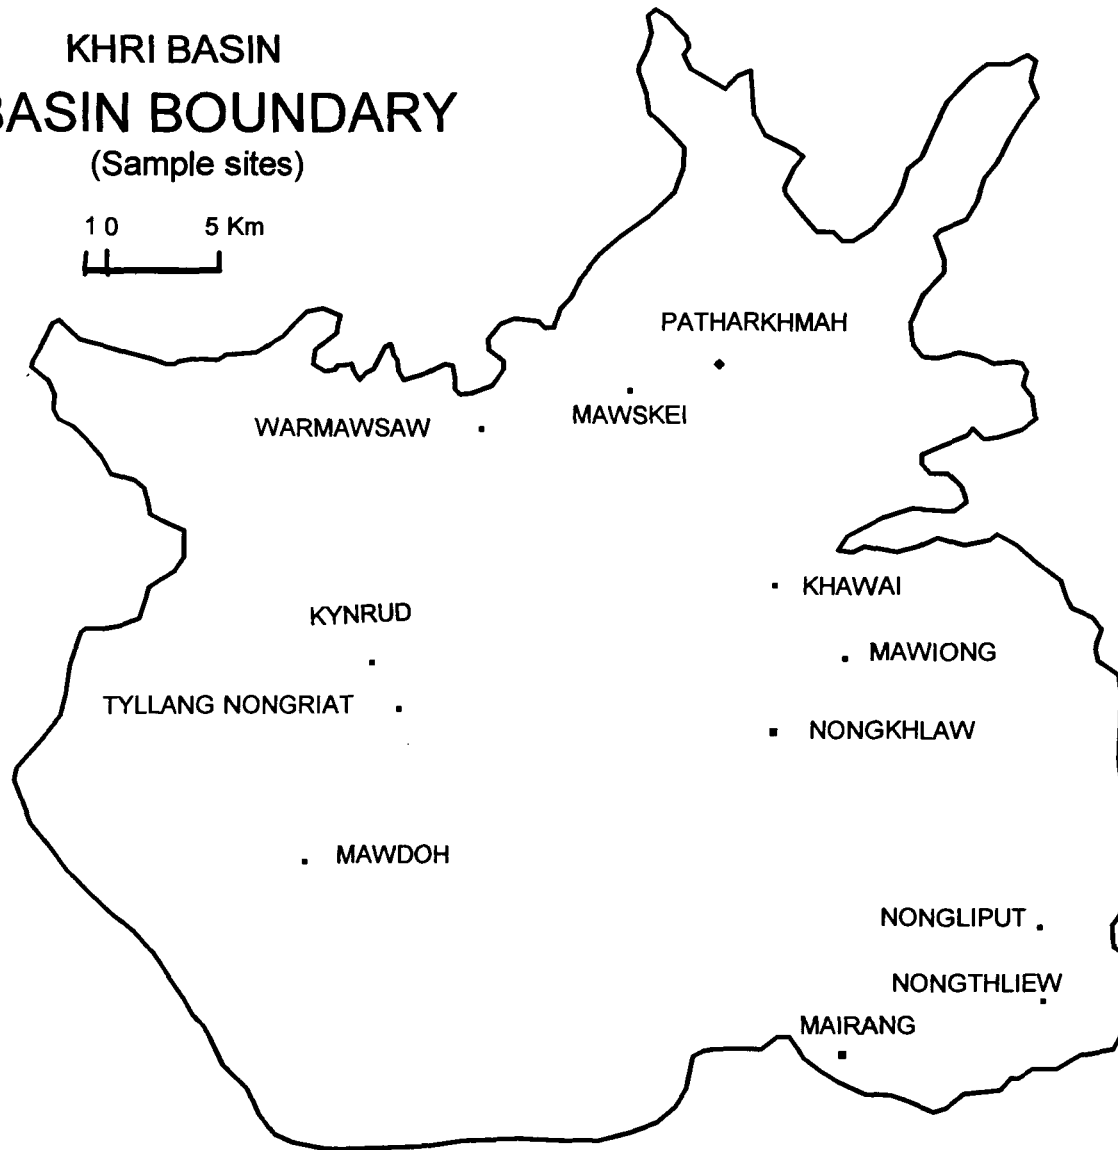 KHRI BASIN
BASIN BOUNDARY
(Sample sites)
1 0 5 Km
PATHARKHMAH
MAWSKEI
WARMAWSAW
KHAWAI
KYNRUD
MAWIONG
TYLLANG NONGRIAT
NONGKHLAW
MAWDOH
NONGLIPUT
NONGTHLIEW
MAIRANG